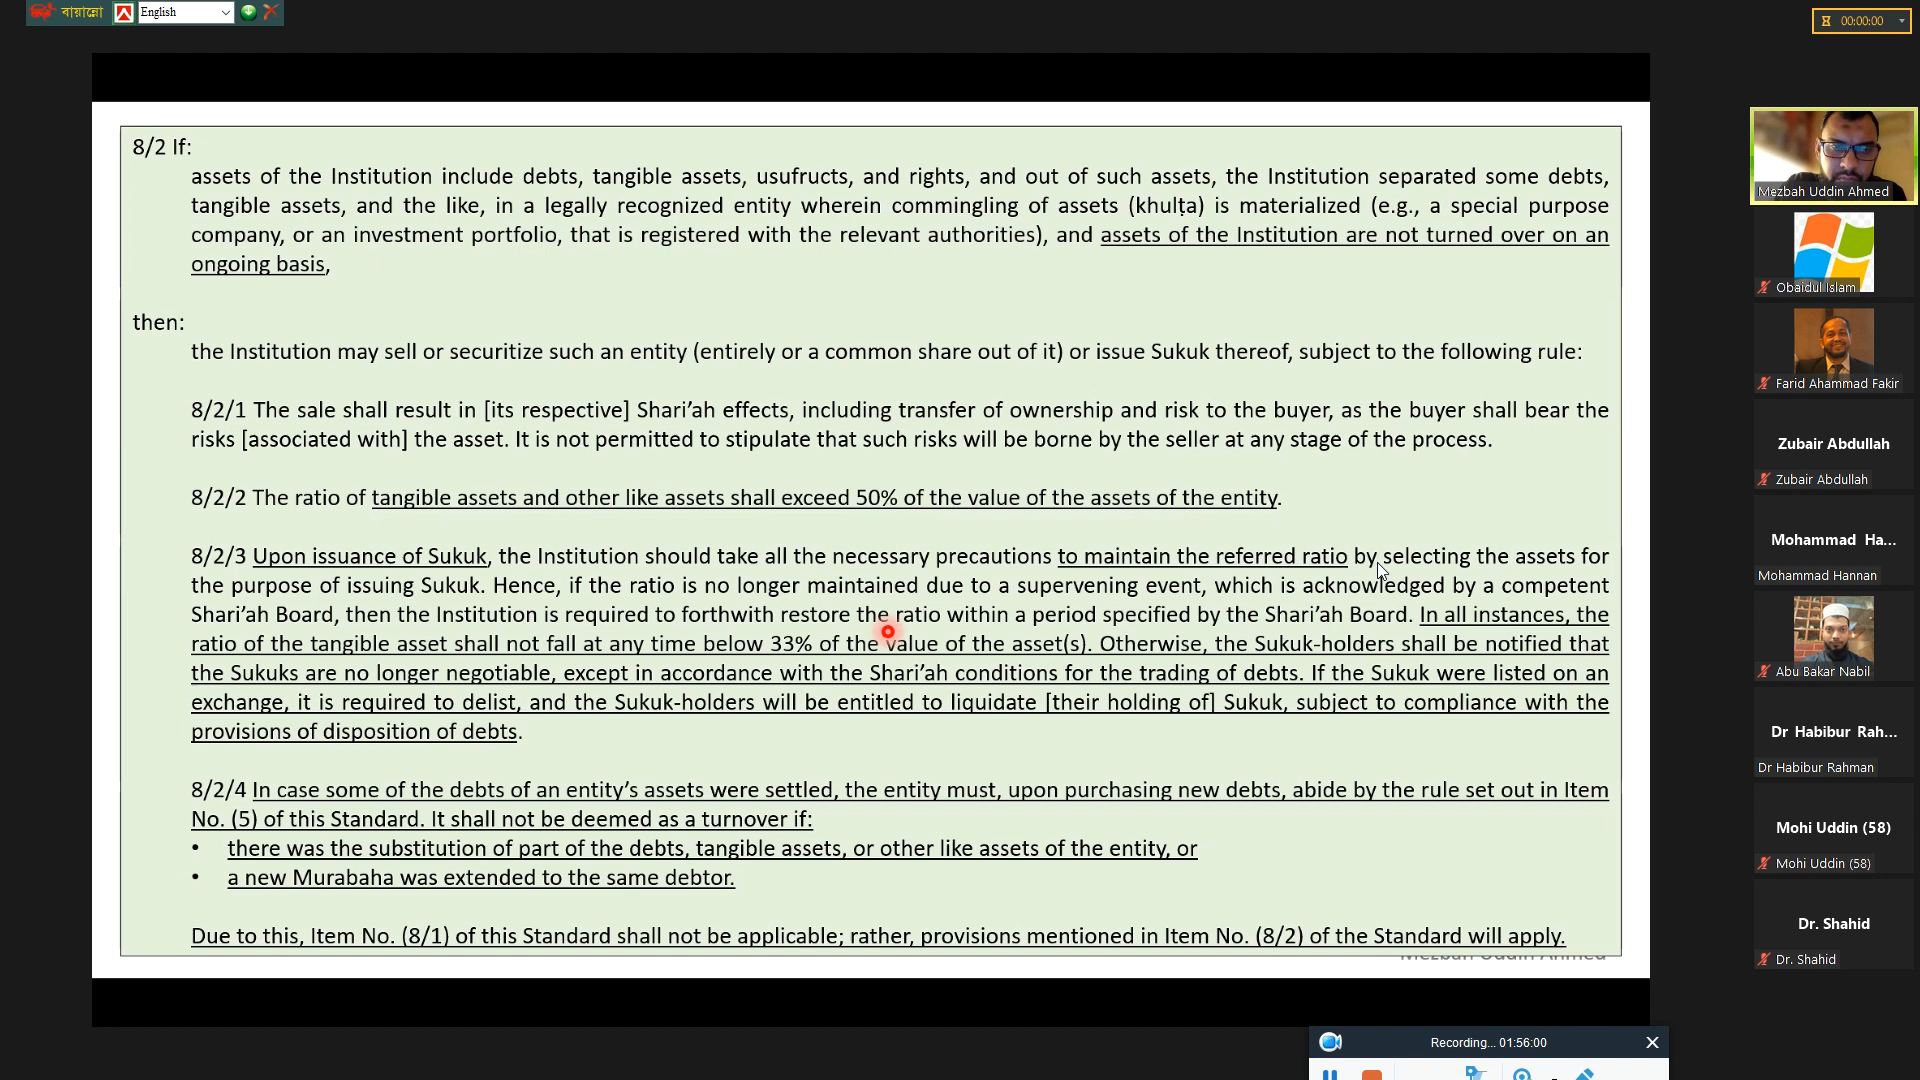 বায়ান্নো
English
00:00:00
8/2 If:
assets of the Institution include debts, tangible assets, usufructs, and rights, and out of such assets, the Institution separated some debts,
tangible assets, and the like, in a legally recognized entity wherein commingling of assets (khulṭa) is materialized (e.g., a special purpose
company, or an investment portfolio, that is registered with the relevant authorities), and assets of the Institution are not turned over on an
ongoing basis,
then:
the Institution may sell or securitize such an entity (entirely or a common share out of it) or issue Sukuk thereof, subject to the following rule:
8/2/1 The sale shall result in [its respective] Shari’ah effects, including transfer of ownership and risk to the buyer, as the buyer shall bear the
risks [associated with] the asset. It is not permitted to stipulate that such risks will be borne by the seller at any stage of the process.
8/2/2 The ratio of tangible assets and other like assets shall exceed 50% of the value of the assets of the entity.
8/2/3 Upon issuance of Sukuk, the Institution should take all the necessary precautions to maintain the referred ratio by selecting the assets for
the purpose of issuing Sukuk. Hence, if the ratio is no longer maintained due to a supervening event, which is acknowledged by a competent
Shari’ah Board, then the Institution is required to forthwith restore the ratio within a period specified by the Shari’ah Board. In all instances, the
ratio of the tangible asset shall not fall at any time below 33% of the value of the asset(s). Otherwise, the Sukuk-holders shall be notified that
the Sukuks are no longer negotiable, except in accordance with the Shari’ah conditions for the trading of debts. If the Sukuk were listed on an
exchange, it is required to delist, and the Sukuk-holders will be entitled to liquidate [their holding of] Sukuk, subject to compliance with the
provisions of disposition of debts.
8/2/4 In case some of the debts of an entity’s assets were settled, the entity must, upon purchasing new debts, abide by the rule set out in Item
No. (5) of this Standard. It shall not be deemed as a turnover if:
• there was the substitution of part of the debts, tangible assets, or other like assets of the entity, or
• a new Murabaha was extended to the same debtor.
Due to this, Item No. (8/1) of this Standard shall not be applicable; rather, provisions mentioned in Item No. (8/2) of the Standard will apply.
Mezbah Uddin Ahmed
Mezbah Uddin Ahmed
Obaidul Islam
Farid Ahammad Fakir
Zubair Abdullah
Zubair Abdullah
Mohammad Ha...
Mohammad Hannan
Abu Bakar Nabil
Dr Habibur Rah...
Dr Habibur Rahman
Mohi Uddin (58)
Mohi Uddin (58)
Dr. Shahid
Dr. Shahid
Recording... 01:56:00